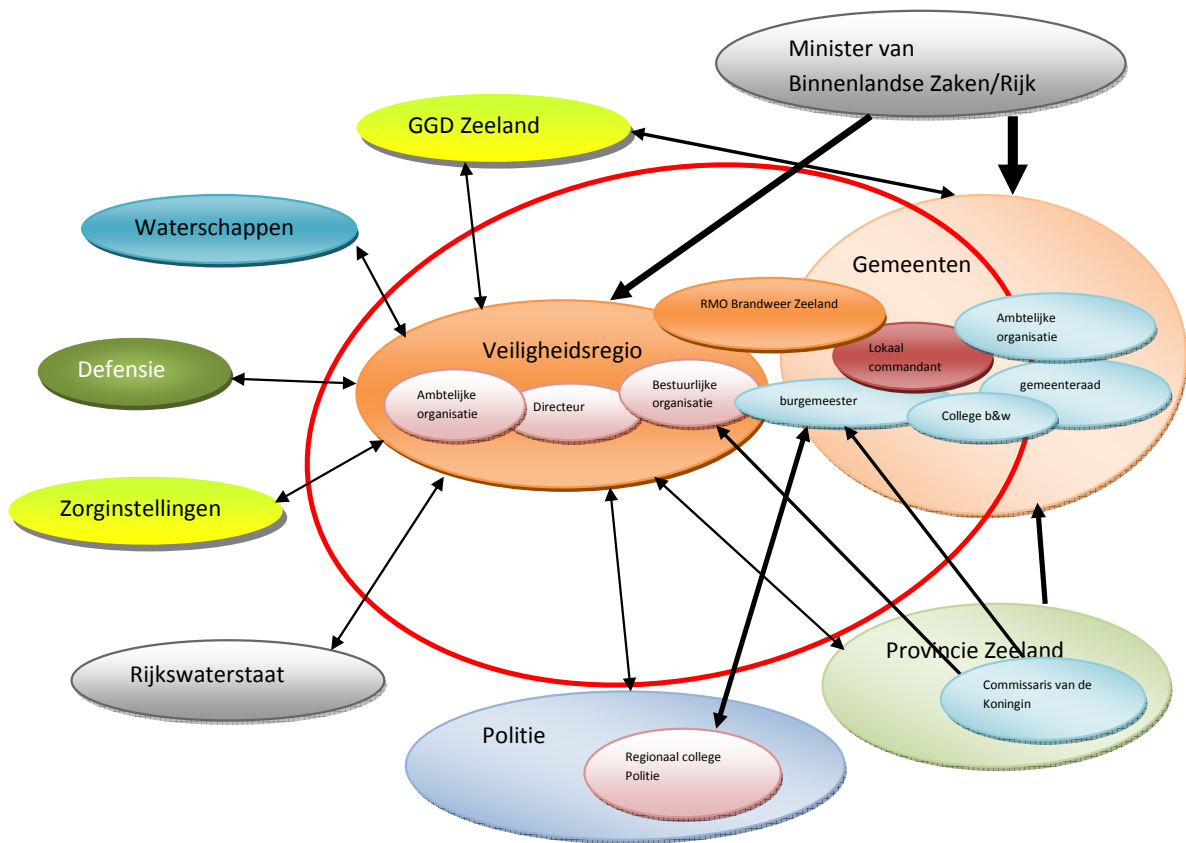 Minister van
Binnenlandse Zaken/Rijk
GGD Zeeland
Waterschappen
Gemeenten
RMO Brandweer Zeeland
Ambtelijke
organisatie
Lokaal
commandant
Veiligheidsregio
Defensie
gemeenteraad
Ambtelijke
organisatie
Directeur
Bestuurlijke
organisatie
burgemeester
College b&w
Zorginstellingen
Rijkswaterstaat
Provincie Zeeland
Commissaris van de
Koningin
Politie
Regionaal college
Politie